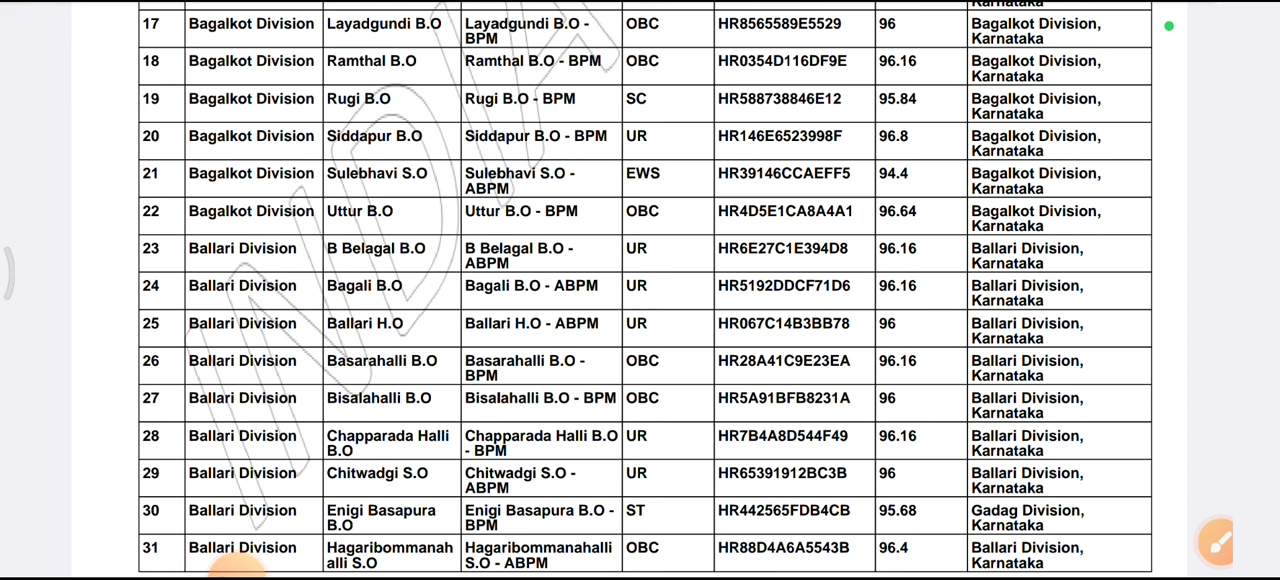 Karnataka
17 Bagalkot Division Layadgundi B.O Layadgundi B.O - BPM OBC HR8565589E5529 96 Bagalkot Division, Karnataka
18 Bagalkot Division Ramthal B.O Ramthal B.O - BPM OBC HR0354D116DF9E 96.16 Bagalkot Division, Karnataka
19 Bagalkot Division Rugi B.O Rugi B.O - BPM SC HR588738846E12 95.84 Bagalkot Division, Karnataka
20 Bagalkot Division Siddapur B.O Siddapur B.O - BPM UR HR146E6523998F 96.8 Bagalkot Division, Karnataka
21 Bagalkot Division Sulebhavi S.O Sulebhavi S.O - ABPM EWS HR39146CCAEFF5 94.4 Bagalkot Division, Karnataka
22 Bagalkot Division Uttur B.O Uttur B.O - BPM OBC HR4D5E1CA8A4A1 96.64 Bagalkot Division, Karnataka
23 Ballari Division B Belagal B.O B Belagal B.O - ABPM UR HR6E27C1E394D8 96.16 Ballari Division, Karnataka
24 Ballari Division Bagali B.O Bagali B.O - ABPM UR HR5192DDCF71D6 96.16 Ballari Division, Karnataka
25 Ballari Division Ballari H.O Ballari H.O - ABPM UR HR067C14B3BB78 96 Ballari Division, Karnataka
26 Ballari Division Basarahalli B.O Basarahalli B.O - BPM OBC HR28A41C9E23EA 96.16 Ballari Division, Karnataka
27 Ballari Division Bisalahalli B.O Bisalahalli B.O - BPM OBC HR5A91BFB8231A 96 Ballari Division, Karnataka
28 Ballari Division Chapparada Halli B.O Chapparada Halli B.O - BPM UR HR7B4A8D544F49 96.16 Ballari Division, Karnataka
29 Ballari Division Chitwadgi S.O Chitwadgi S.O - ABPM UR HR65391912BC3B 96 Ballari Division, Karnataka
30 Ballari Division Enigi Basapura B.O Enigi Basapura B.O - BPM ST HR442565FDB4CB 95.68 Gadag Division, Karnataka
31 Ballari Division Hagaribommanahalli S.O Hagaribommanahalli S.O - ABPM OBC HR88D4A6A5543B 96.4 Ballari Division, Karnataka